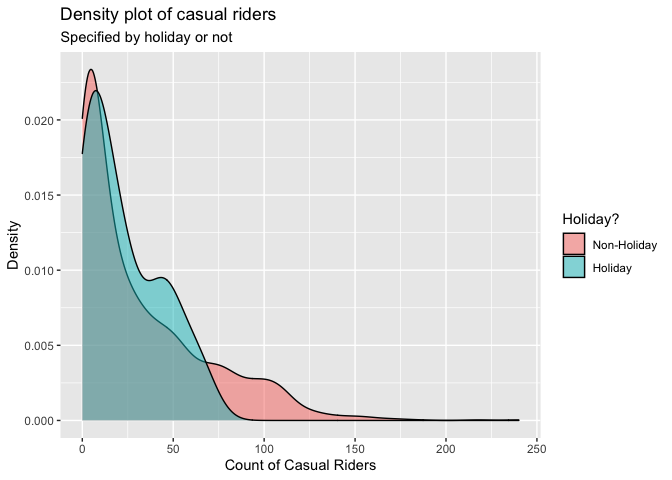 Density plot of casual riders
Specified by holiday or not
0.020
0.015
0.010
0.005
0.000
Density
0 50 100 150 200 250
Count of Casual Riders
Holiday?
Non-Holiday
Holiday